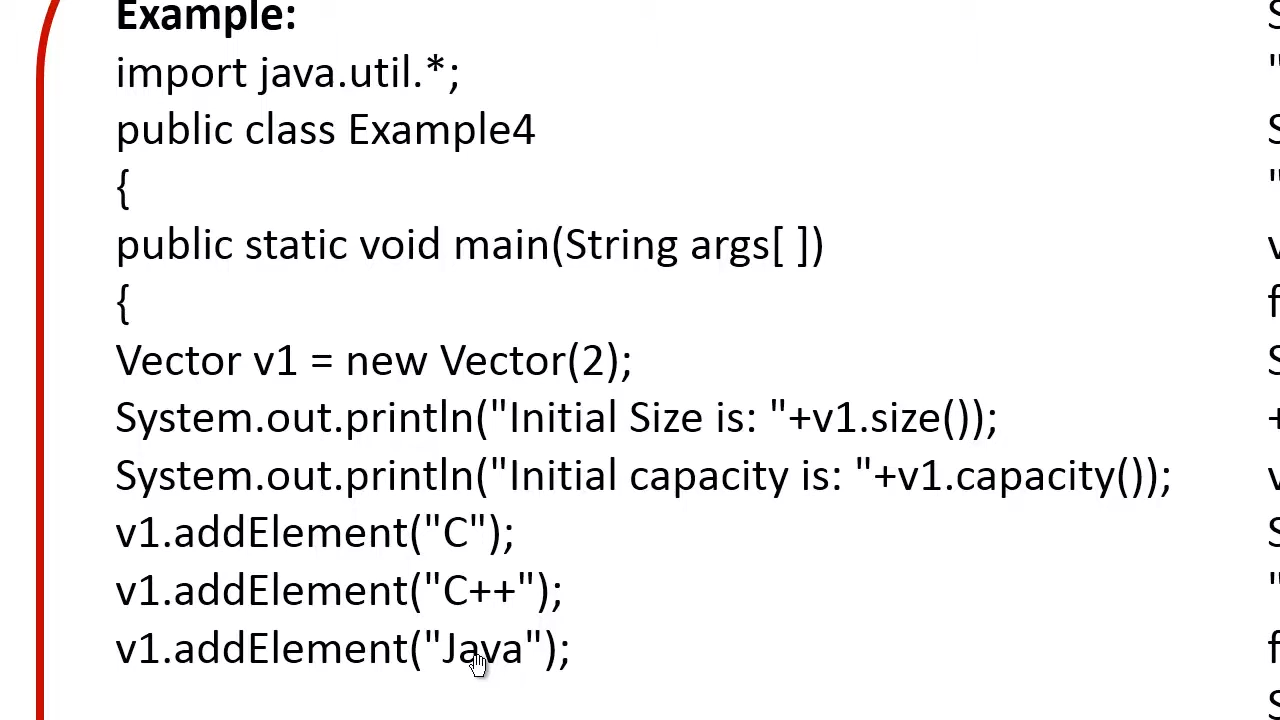 Example:
import java.util.*;
public class Example4
{
public static void main(String args[ ])
{
Vector v1 = new Vector(2);
System.out.println("Initial Size is: "+v1.size());
System.out.println("Initial capacity is: "+v1.capacity());
v1.addElement("C");
v1.addElement("C++");
v1.addElement("Java");